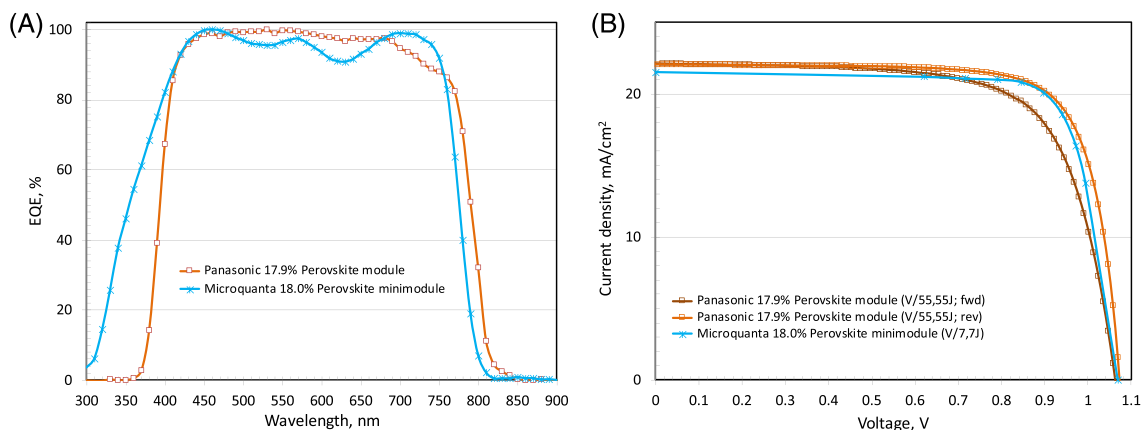 (A)
100
80
60
40
20
0
EQE, %
Panasonic 17.9% Perovskite module
Microquanta 18.0% Perovskite minimodule
300 350 400 450 500 550 600 650 700 750 800 850 900
Wavelength, nm
(B)
20
10
0
Current density, mA/cm²
Panasonic 17.9% Perovskite module (V/55,55J; fwd)
Panasonic 17.9% Perovskite module (V/55,55J; rev)
Microquanta 18.0% Perovskite minimodule (V/7,7J)
0 0.1 0.2 0.3 0.4 0.5 0.6 0.7 0.8 0.9 1 1.1
Voltage, V